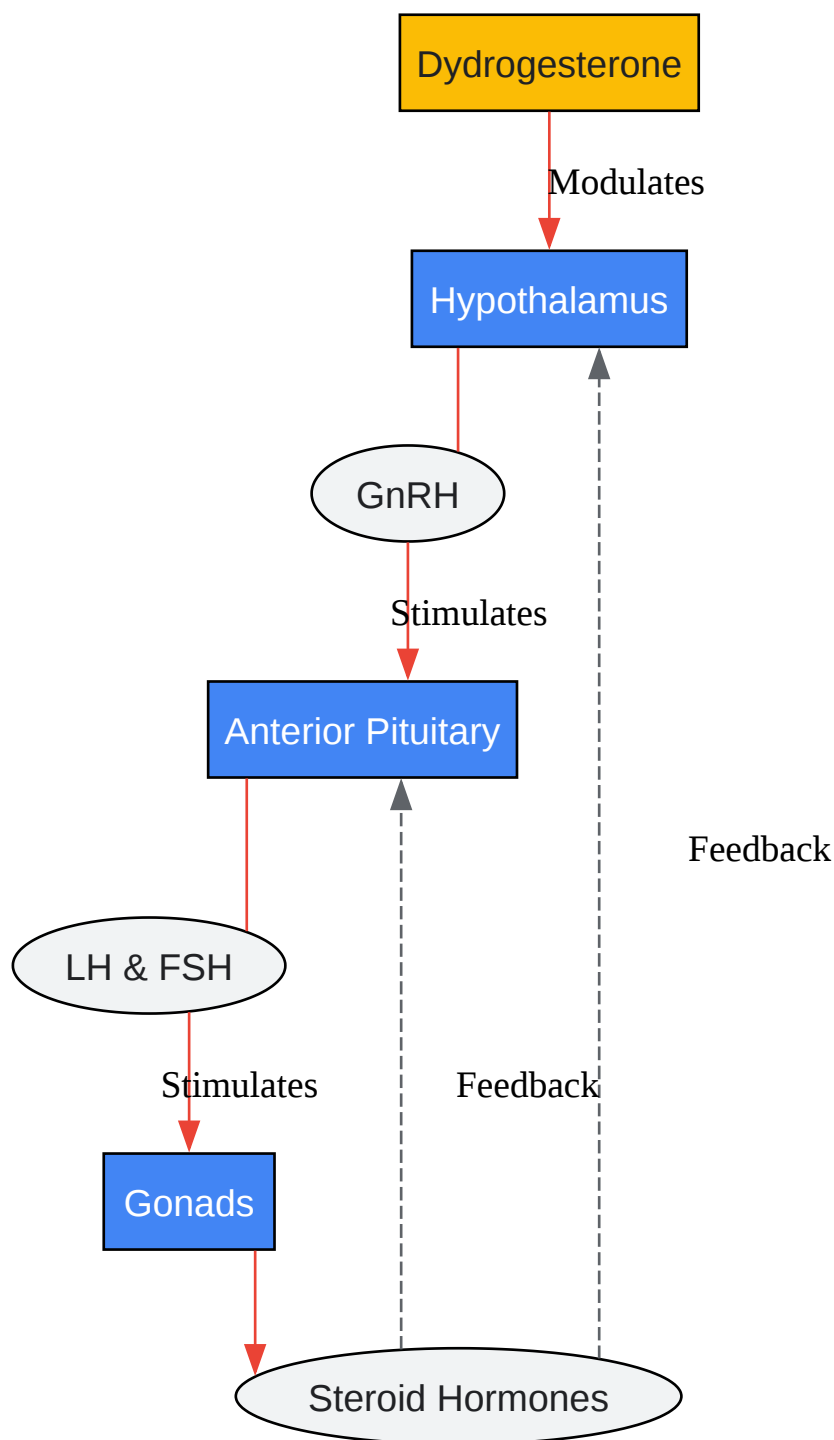 Dydrogesterone
Modulates
Hypothalamus
GnRH
Stimulates
Anterior Pituitary
Feedback
LH & FSH
Stimulates
Feedback
Gonads
Steroid Hormones